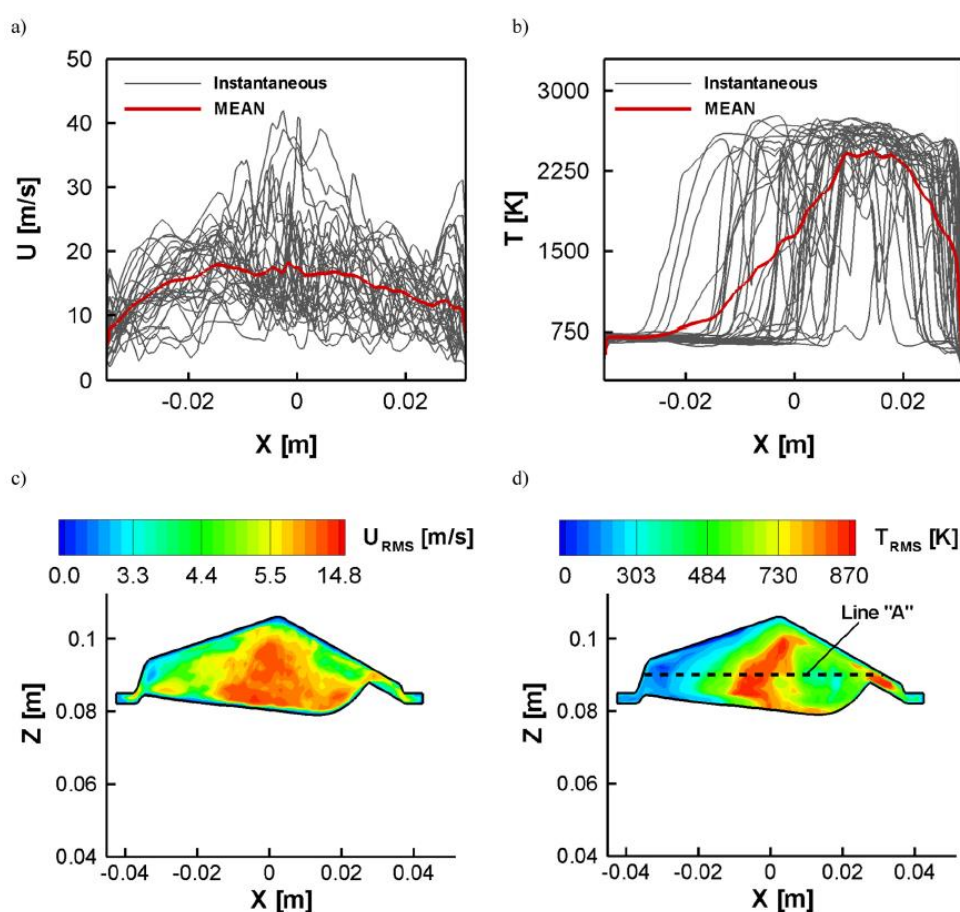 a)
U [m/s]
50
40
30
20
10
0
Instantaneous
MEAN
-0.02
0
0.02
X [m]
b)
T [K]
3000
2250
1500
750
Instantaneous
MEAN
-0.02
0
0.02
X [m]
c)
URMS [m/s]
0.0 3.3 4.4 5.5 14.8
Z [m]
0.1
0.08
0.06
0.04
-0.04 -0.02 0 0.02 0.04
X [m]
d)
TRMS [K]
0 303 484 730 870
Line "A"
Z [m]
0.1
0.08
0.06
0.04
-0.04 -0.02 0 0.02 0.04
X [m]